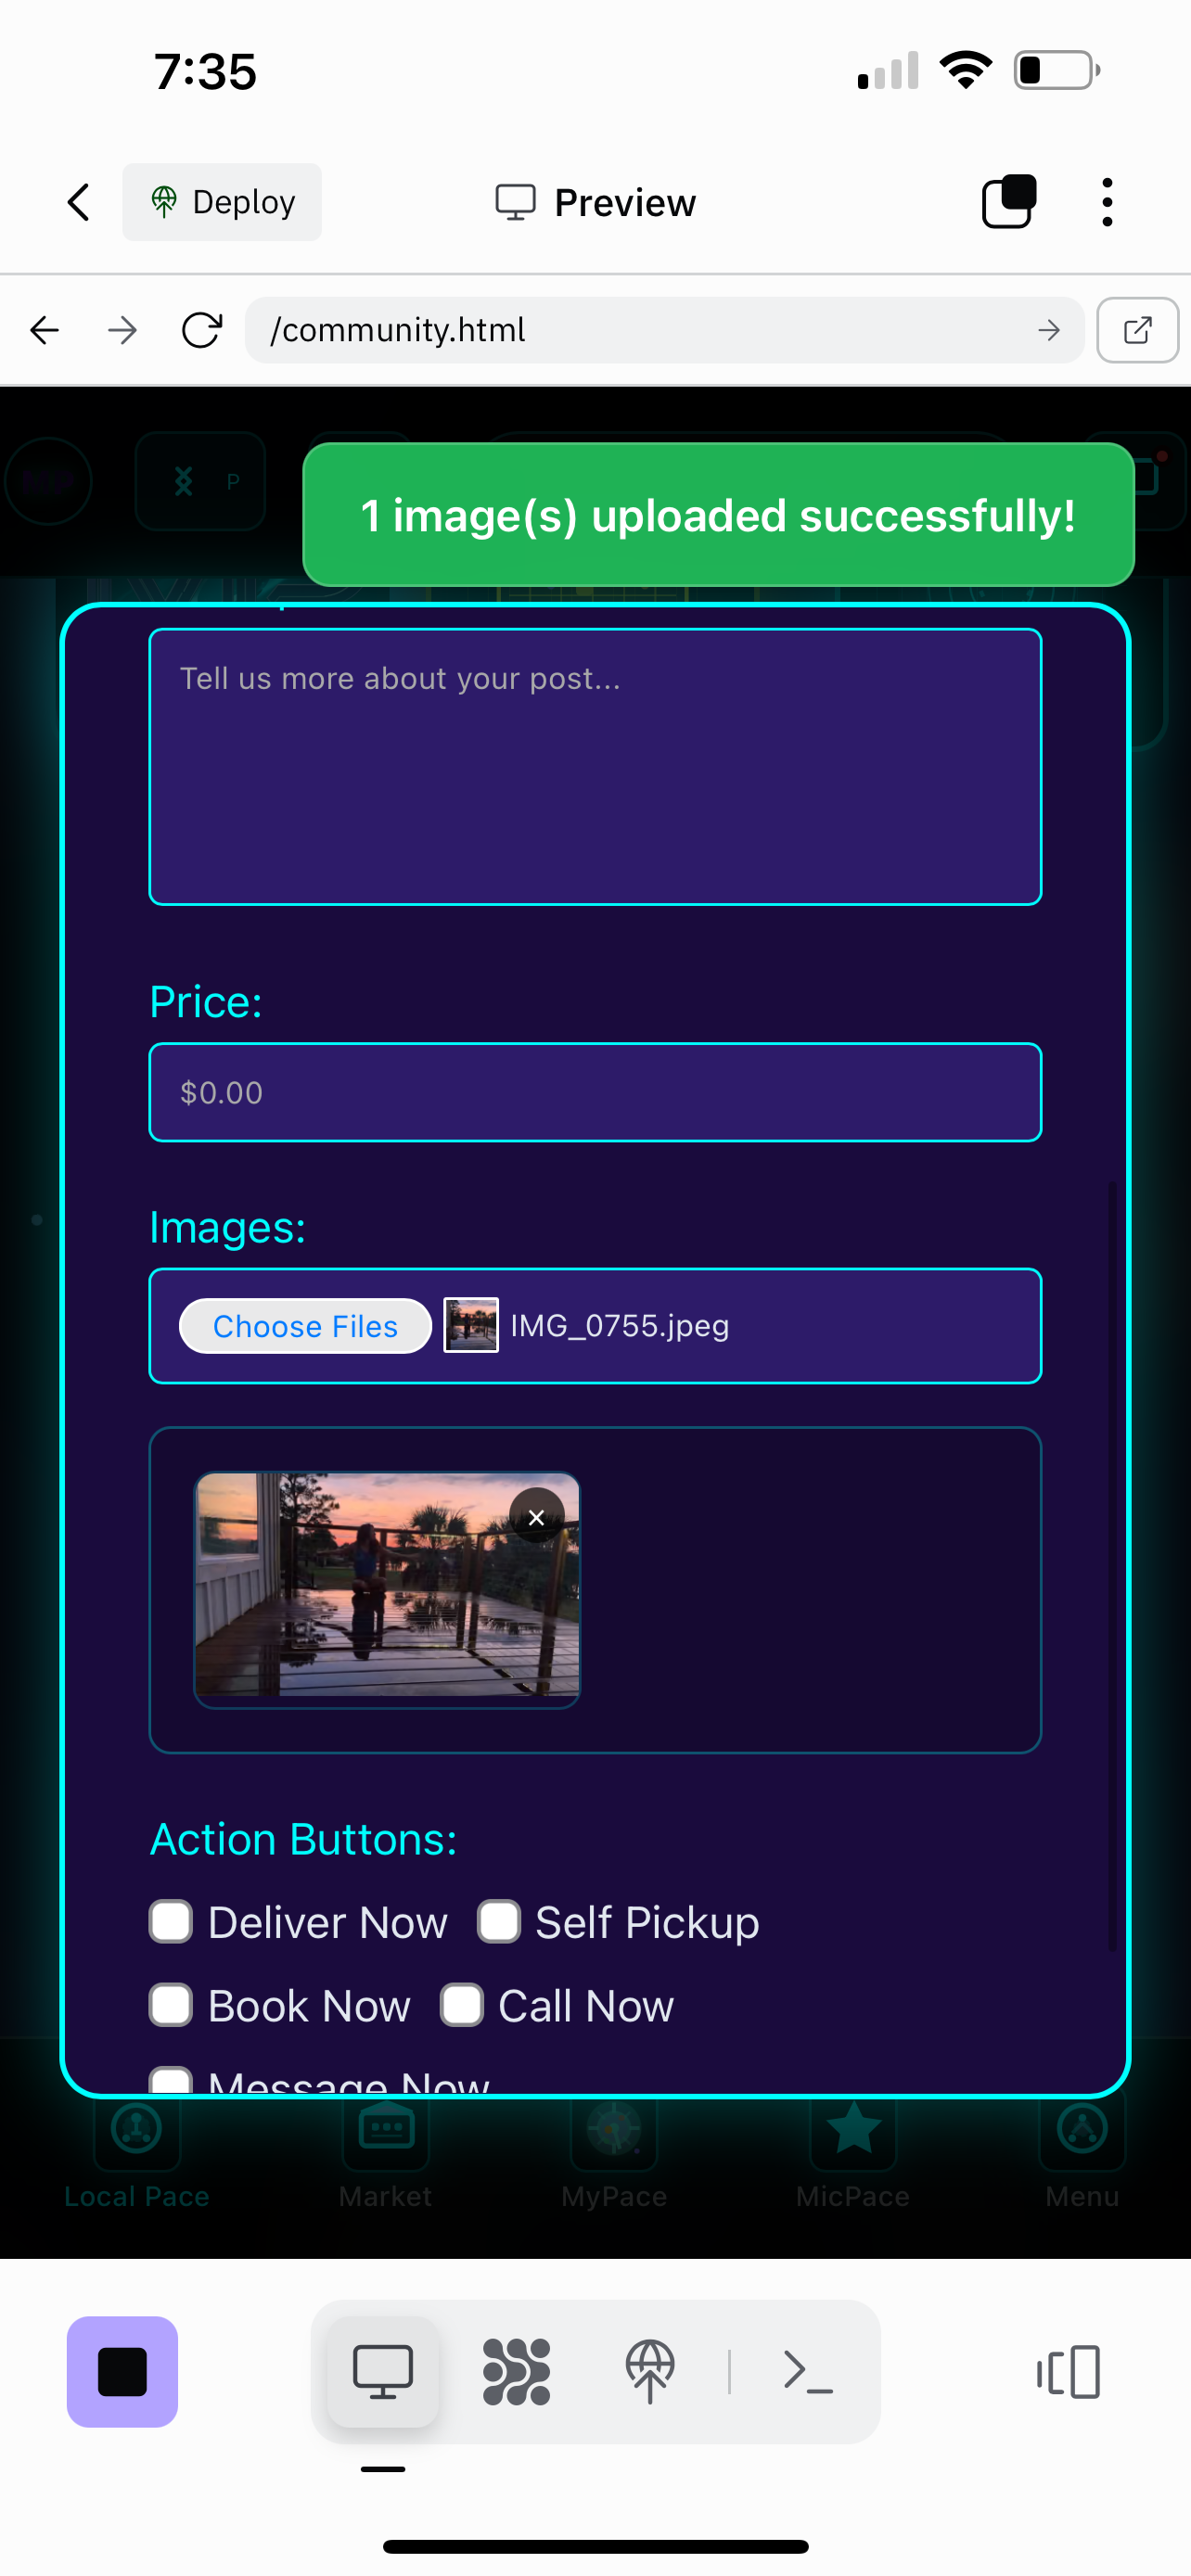 7:35
Deploy
Preview
/community.html
P
1 image(s) uploaded successfully!
Tell us more about your post...
Price:
$0.00
Images:
Choose Files IMG_0755.jpeg
×
Action Buttons:
Deliver Now Self Pickup
Book Now Call Now
Message Now
Local Pace Market MyPace MicPace Menu